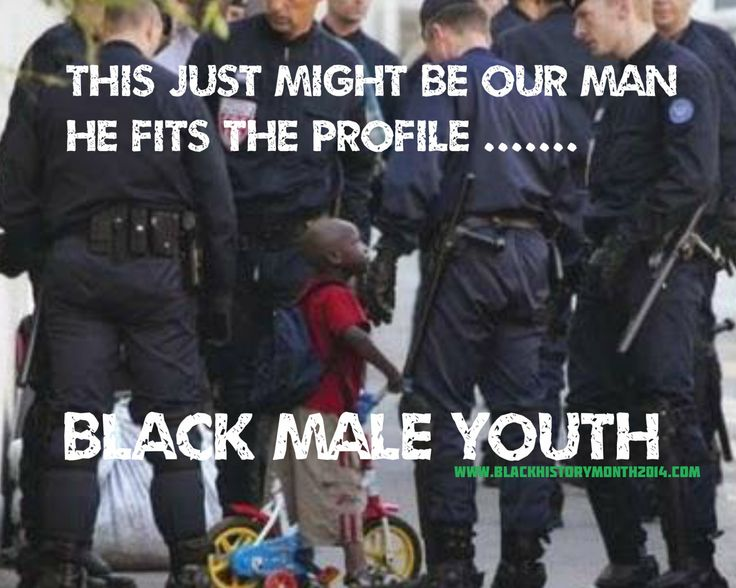 THIS JUST MIGHT BE OUR MAN
HE FITS THE PROFILE .......
BLACK MALE YOUTH
WWW.BLACKHISTORYMONTH2014.COM